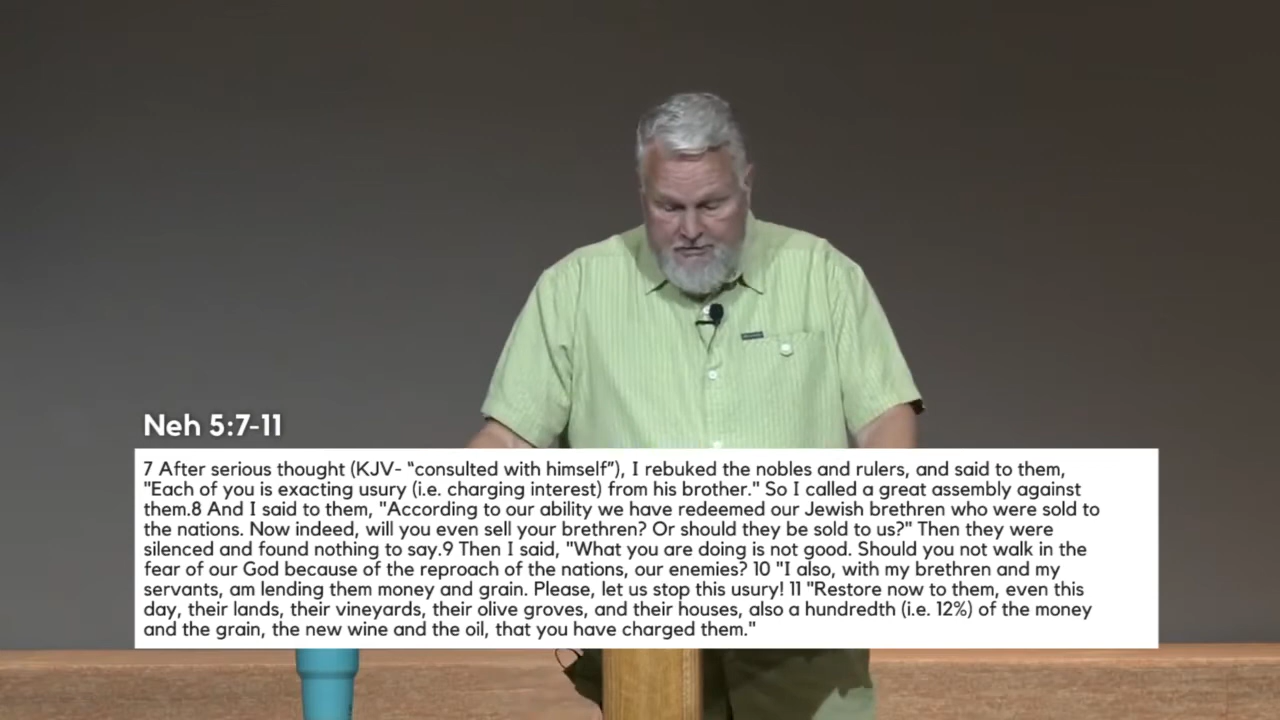 Neh 5:7-11
7 After serious thought (KJV- “consulted with himself”), I rebuked the nobles and rulers, and said to them,
"Each of you is exacting usury (i.e. charging interest) from his brother." So I called a great assembly against
them.8 And I said to them, "According to our ability we have redeemed our Jewish brethren who were sold to
the nations. Now indeed, will you even sell your brethren? Or should they be sold to us?" Then they were
silenced and found nothing to say.9 Then I said, "What you are doing is not good. Should you not walk in the
fear of our God because of the reproach of the nations, our enemies? 10 "I also, with my brethren and my
servants, am lending them money and grain. Please, let us stop this usury! 11 "Restore now to them, even this
day, their lands, their vineyards, their olive groves, and their houses, also a hundredth (i.e. 12%) of the money
and the grain, the new wine and the oil, that you have charged them."